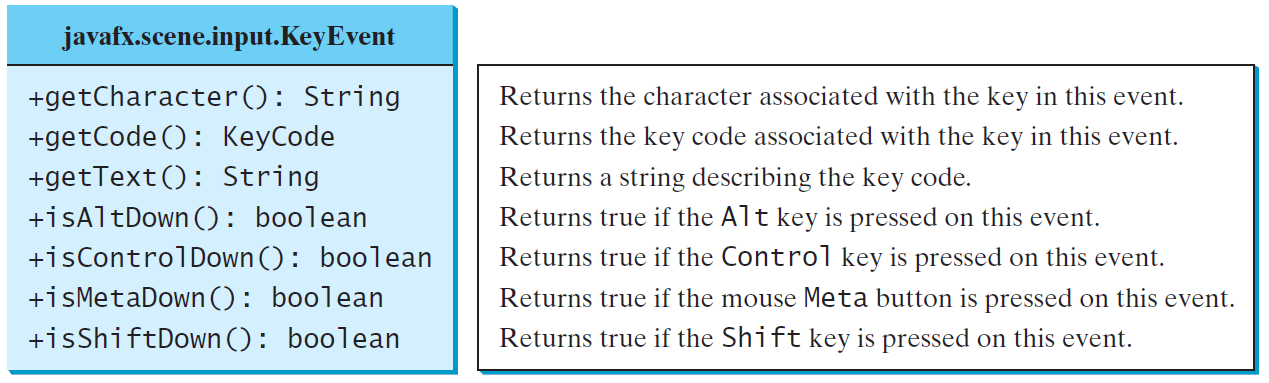 javafx.scene.input.KeyEvent
+getCharacter(): String
+getCode(): KeyCode
+getText(): String
+isAltDown(): boolean
+isControlDown(): boolean
+isMetaDown(): boolean
+isShiftDown(): boolean
Returns the character associated with the key in this event.
Returns the key code associated with the key in this event.
Returns a string describing the key code.
Returns true if the Alt key is pressed on this event.
Returns true if the Control key is pressed on this event.
Returns true if the mouse Meta button is pressed on this event.
Returns true if the Shift key is pressed on this event.